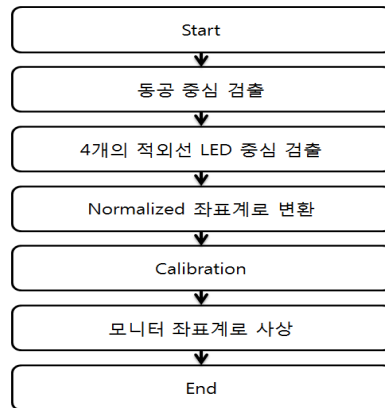 Start
동공 중심 검출
4개의 적외선 LED 중심 검출
Normalized 좌표계로 변환
Calibration
모니터 좌표계로 사상
End